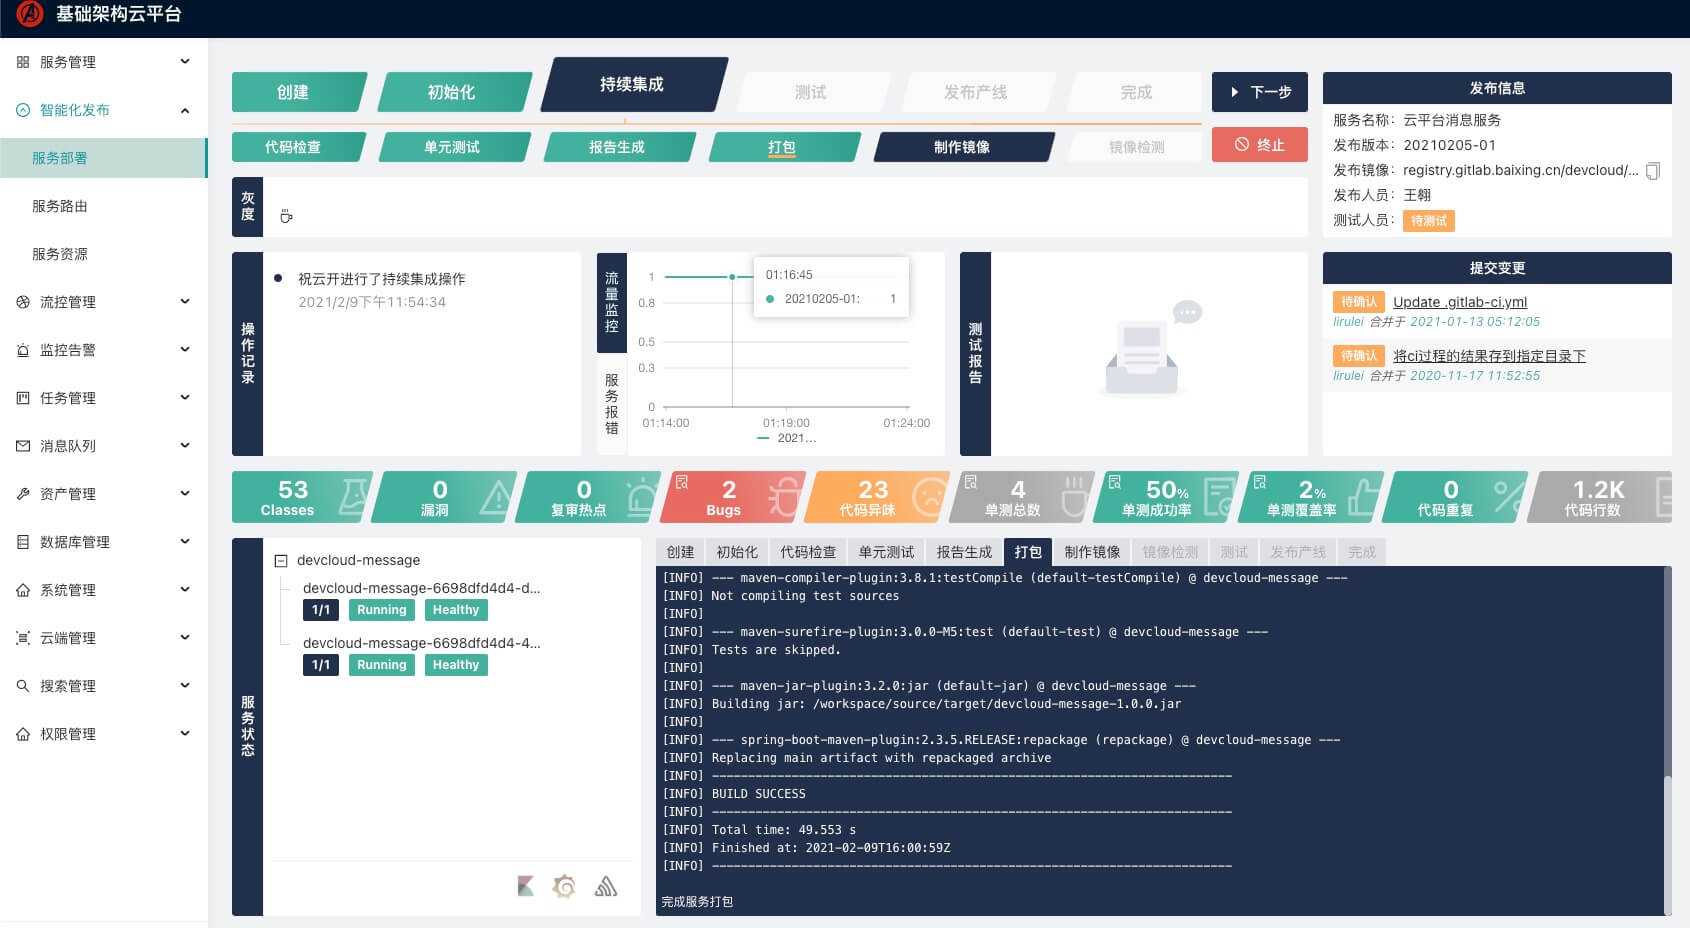 基础架构云平台
服务管理
智能化发布
服务部署
服务路由
服务资源
流控管理
监控告警
任务管理
消息队列
资产管理
数据库管理
系统管理
云端管理
搜索管理
权限管理
创建
初始化
持续集成
测试
发布产线
完成
下一步
代码检查
单元测试
报告生成
打包
制作镜像
镜像检测
终止
灰度
发布信息
服务名称: 云平台消息服务
发布版本: 20210205-01
发布镜像: registry.gitlab.baixing.cn/devcloud/...
发布人员: 王翱
测试人员: 待测试
操作记录
祝云开进行了持续集成操作
2021/2/9下午11:54:34
流量监控
服务报错
1
0.8
0.5
0.3
0
01:14:00
01:19:00
01:24:00
2021...
01:16:45
20210205-01: 1
测试报告
提交变更
待确认 Update .gitlab-ci.yml
lirulei 合并于 2021-01-13 05:12:05
待确认 将ci过程的结果存到指定目录下
lirulei 合并于 2020-11-17 11:52:55
53
Classes
0
漏洞
0
复审热点
2
Bugs
23
代码异味
4
单测总数
50%
单测成功率
2%
单测覆盖率
0
代码重复
1.2K
代码行数
服务状态
devcloud-message
devcloud-message-6698dfd4d4-d...
1/1 Running Healthy
devcloud-message-6698dfd4d4-4...
1/1 Running Healthy
创建 初始化 代码检查 单元测试 报告生成 打包 制作镜像 镜像检测 测试 发布产线 完成
[INFO] --- maven-compiler-plugin:3.8.1:testCompile (default-testCompile) @ devcloud-message ---
[INFO] Not compiling test sources
[INFO]
[INFO] --- maven-surefire-plugin:3.0.0-M5:test (default-test) @ devcloud-message ---
[INFO] Tests are skipped.
[INFO]
[INFO] --- maven-jar-plugin:3.2.0:jar (default-jar) @ devcloud-message ---
[INFO] Building jar: /workspace/source/target/devcloud-message-1.0.0.jar
[INFO]
[INFO] --- spring-boot-maven-plugin:2.3.5.RELEASE:repackage (repackage) @ devcloud-message ---
[INFO] Replacing main artifact with repackaged archive
[INFO] ------------------------------------------------------------------------
[INFO] BUILD SUCCESS
[INFO] ------------------------------------------------------------------------
[INFO] Total time: 49.553 s
[INFO] Finished at: 2021-02-09T16:00:59Z
[INFO] ------------------------------------------------------------------------
完成服务打包